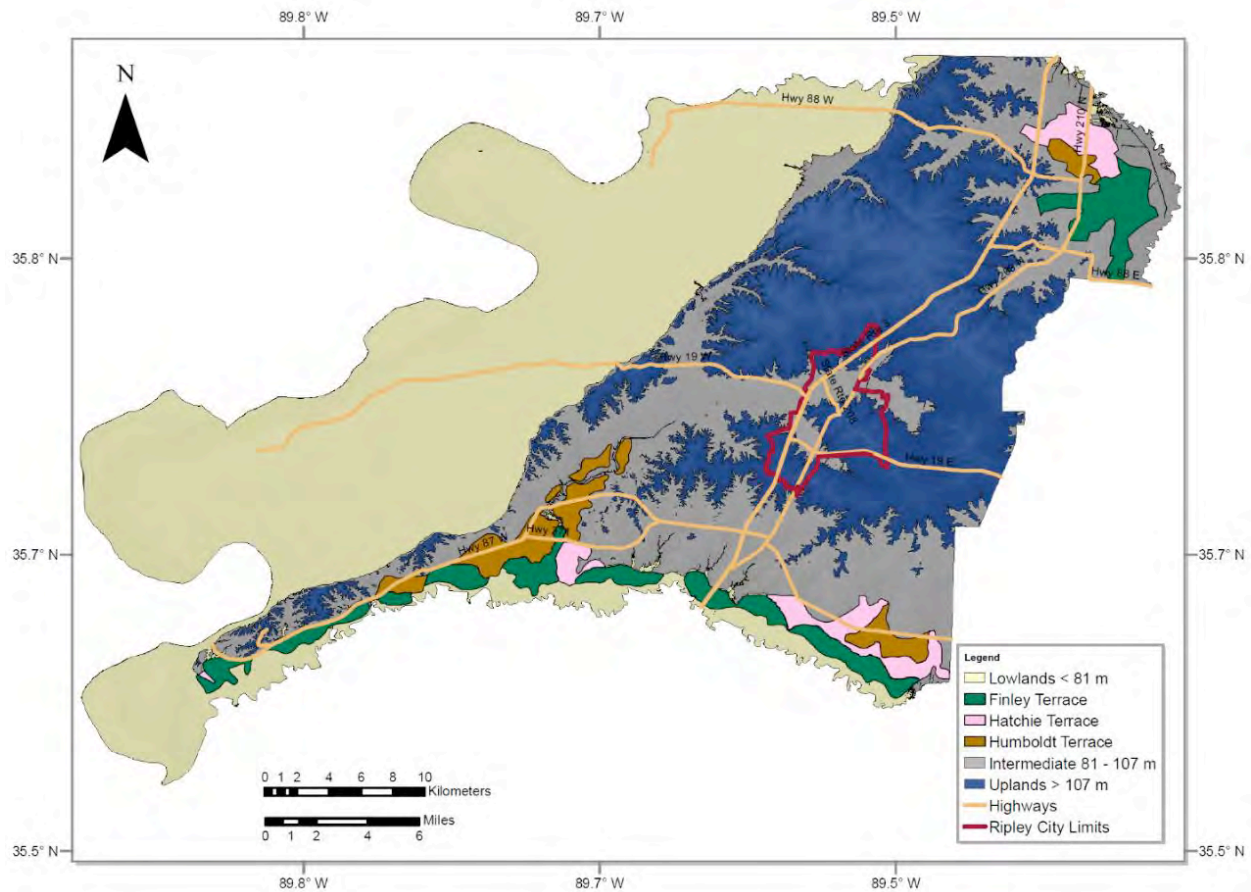 89.8° W
89.7° W
89.5° W
N
Hwy 88 W
Hwy 210 N
35.8° N
35.8° N
Hwy 88 E
Hwy 19 W
Hwy 19 E
Hwy 87 W
35.7° N
35.7° N
Legend
Lowlands < 81 m
Finley Terrace
Hatchie Terrace
Humboldt Terrace
Intermediate 81 - 107 m
Uplands > 107 m
Highways
Ripley City Limits
0 1 2 4 6 8 10
Kilometers
Miles
0 1 2 4 6
35.5° N
35.5° N
89.8° W
89.7° W
89.5° W